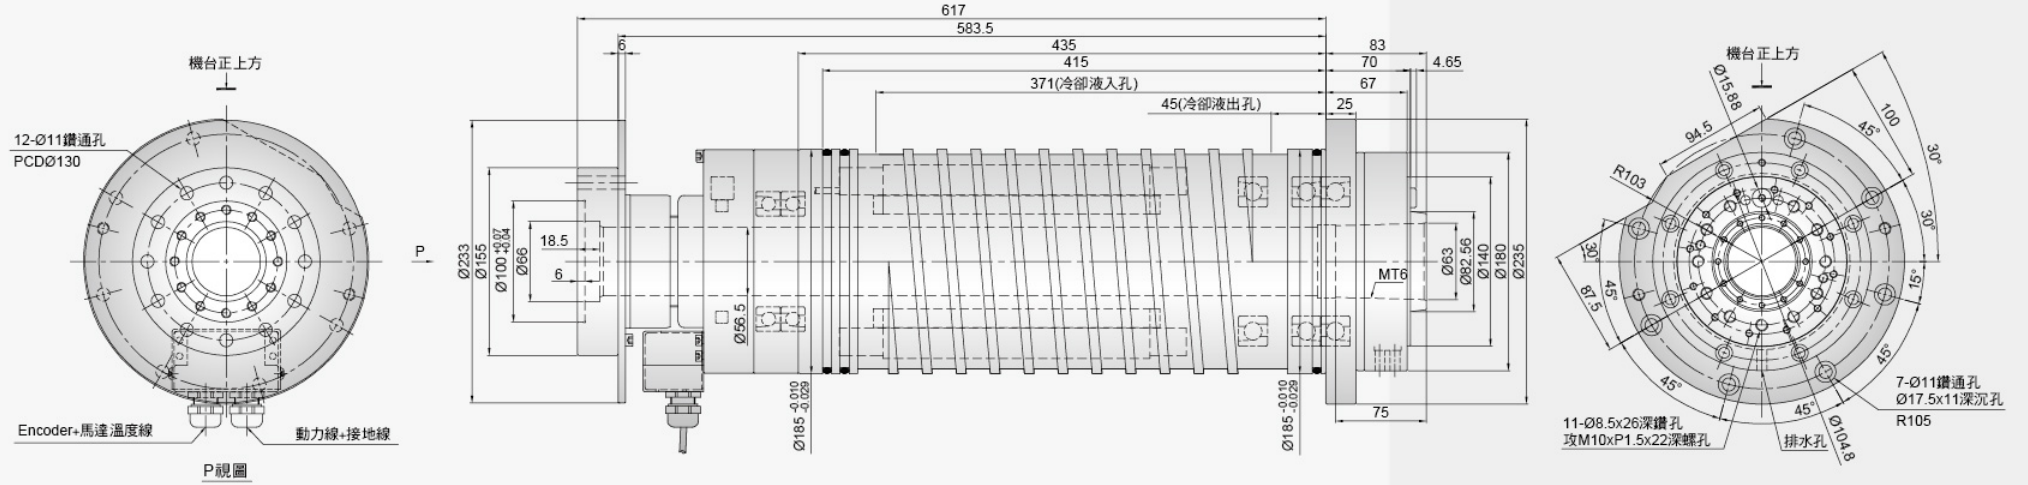 機台正上方
12-Ø11鑽通孔
PCDØ130
Encoder+馬達溫度線
動力線+接地線
P視圖
P
617
583.5
6
435
83
415
70
4.65
371(冷卻液入孔)
67
45(冷卻液出孔)
25
Ø233
Ø155
Ø100 +0.07 +0.04
Ø66
18.5
6
Ø56.5
Ø185 -0.010 -0.029
Ø185 -0.010 -0.029
MT6
Ø63
Ø82.56
Ø140
Ø180
Ø235
75
機台正上方
Ø15.88
94.5
100
45°
30°
R103
30°
30°
87.5
45°
15°
45°
45°
45°
7-Ø11鑽通孔
Ø17.5x11深沉孔
R105
11-Ø8.5x26深鑽孔
攻M10xP1.5x22深螺孔
排水孔
Ø104.8